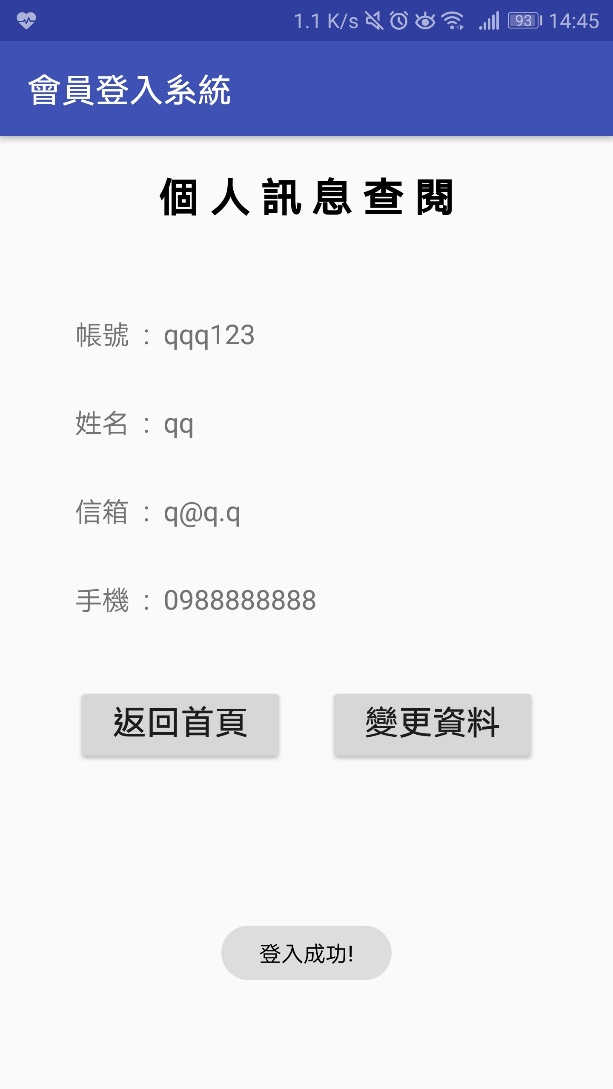 1.1 K/s 93 14:45
會員登入系統
個人訊息查閱
帳號 : qqq123
姓名 : qq
信箱 : q@q.q
手機 : 0988888888
返回首頁 變更資料
登入成功!